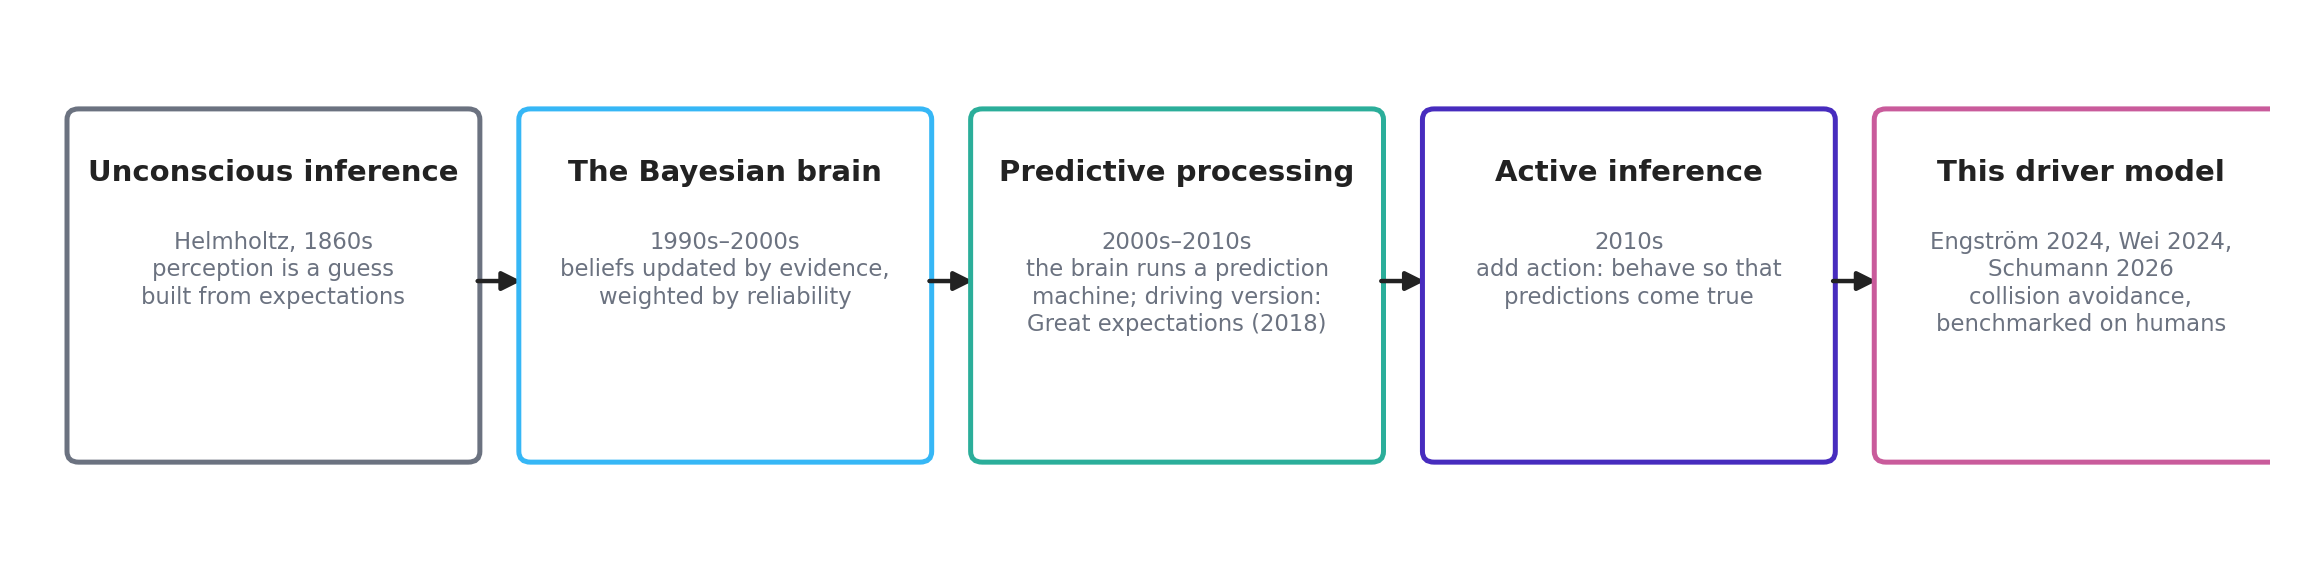 Unconscious inference
Helmholtz, 1860s
perception is a guess
built from expectations
The Bayesian brain
1990s–2000s
beliefs updated by evidence,
weighted by reliability
Predictive processing
2000s–2010s
the brain runs a prediction
machine; driving version:
Great expectations (2018)
Active inference
2010s
add action: behave so that
predictions come true
This driver model
Engström 2024, Wei 2024,
Schumann 2026
collision avoidance,
benchmarked on humans